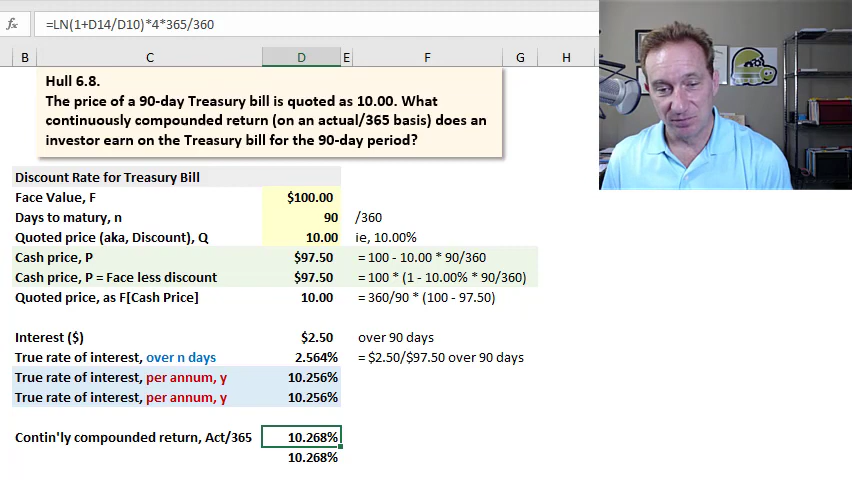 fx =LN(1+D14/D10)*4*365/360
B C D E F G H
Hull 6.8.
The price of a 90-day Treasury bill is quoted as 10.00. What
continuously compounded return (on an actual/365 basis) does an
investor earn on the Treasury bill for the 90-day period?
Discount Rate for Treasury Bill
Face Value, F $100.00
Days to matury, n 90 /360
Quoted price (aka, Discount), Q 10.00 ie, 10.00%
Cash price, P $97.50 = 100 - 10.00 * 90/360
Cash price, P = Face less discount $97.50 = 100 * (1 - 10.00% * 90/360)
Quoted price, as F[Cash Price] 10.00 = 360/90 * (100 - 97.50)
Interest ($) $2.50 over 90 days
True rate of interest, over n days 2.564% = $2.50/$97.50 over 90 days
True rate of interest, per annum, y 10.256%
True rate of interest, per annum, y 10.256%
Contin'ly compounded return, Act/365 10.268%
10.268%